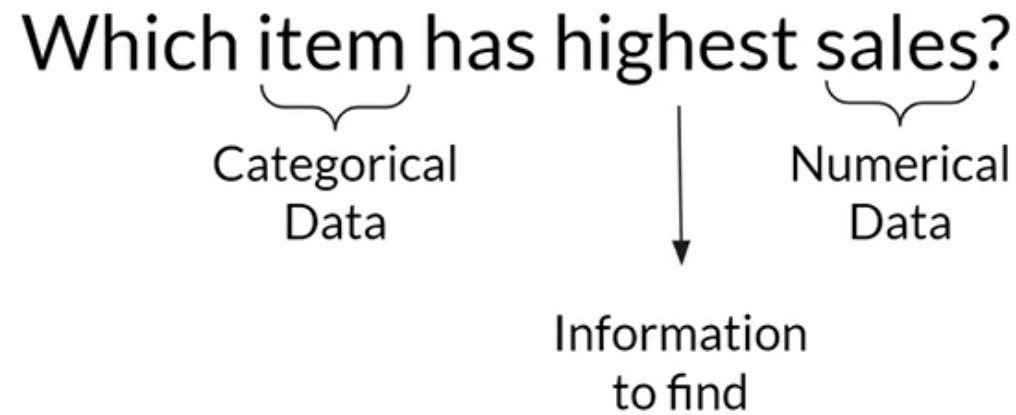 Which item has highest sales?
Categorical
Data
Numerical
Data
Information
to find